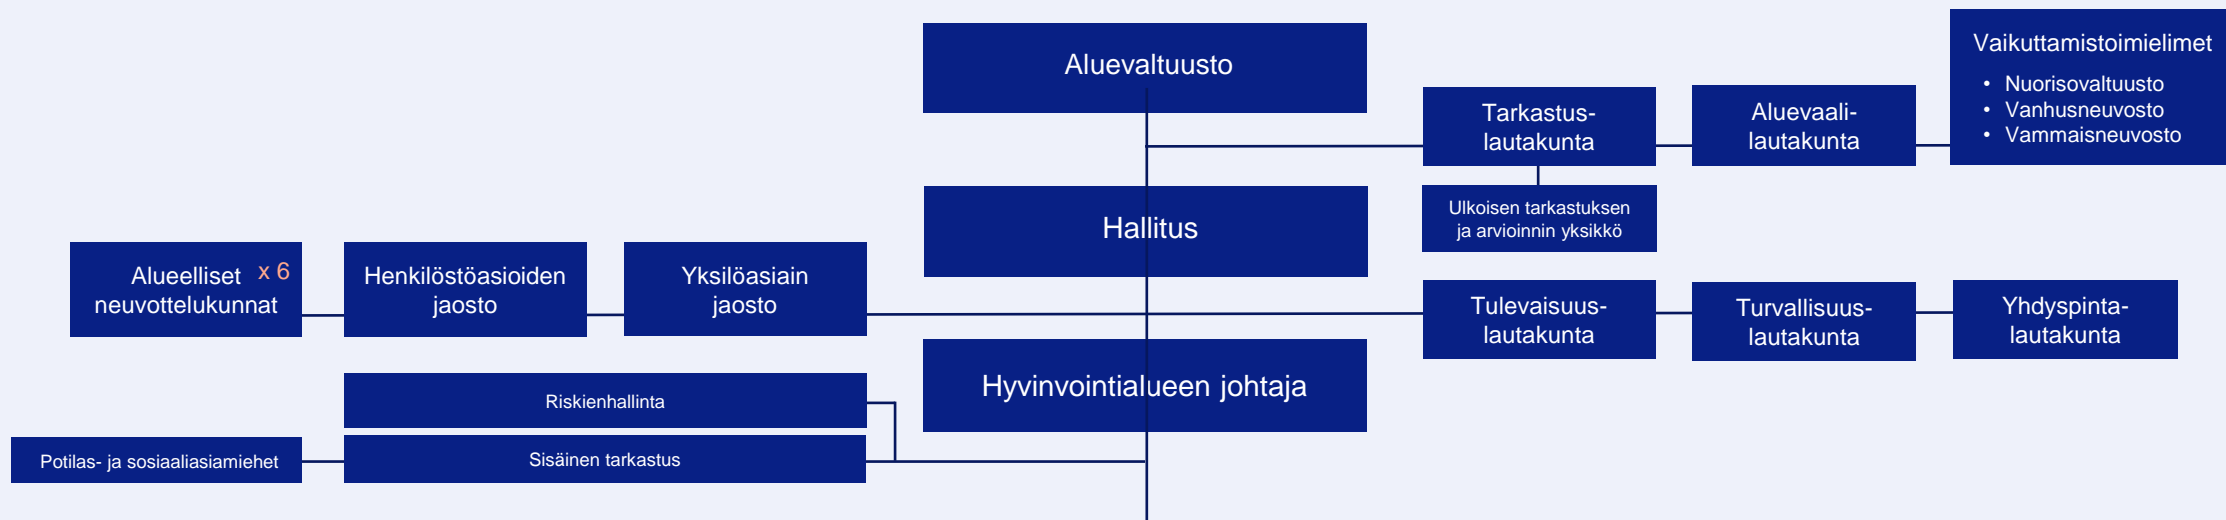 Aluevaltuusto
Tarkastus-
lautakunta
Aluevaali-
lautakunta
Vaikuttamistoimielimet
• Nuorisovaltuusto
• Vanhusneuvosto
• Vammaisneuvosto
Hallitus
Ulkoisen tarkastuksen
ja arvioinnin yksikkö
Alueelliset x 6
neuvottelukunnat
Henkilöstöasioiden
jaosto
Yksilöasiain
jaosto
Tulevaisuus-
lautakunta
Turvallisuus-
lautakunta
Yhdyspinta-
lautakunta
Hyvinvointialueen johtaja
Riskienhallinta
Potilas- ja sosiaaliasiamiehet
Sisäinen tarkastus